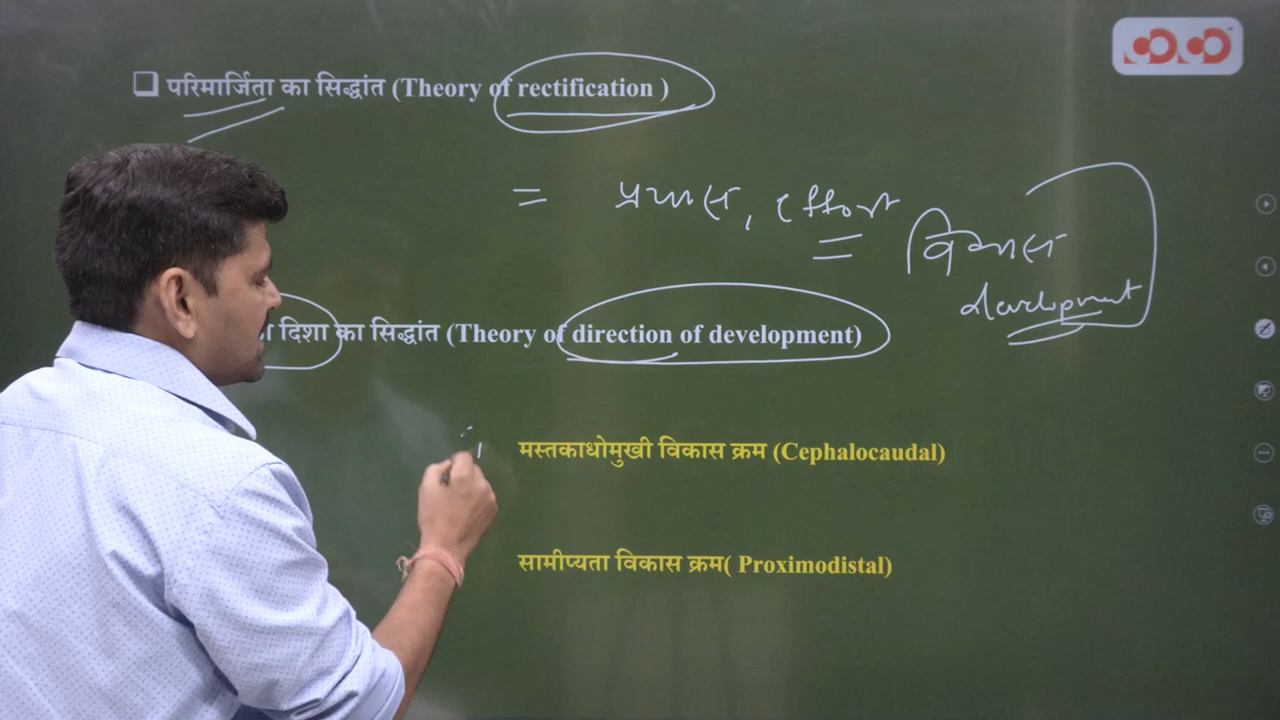 ❑ परिमार्जिता का सिद्धांत (Theory of rectification )
= प्रयास, effort
= विकास
development
दिशा का सिद्धांत (Theory of direction of development)
मस्तकाधोमुखी विकास क्रम (Cephalocaudal)
सामीप्यता विकास क्रम( Proximodistal)